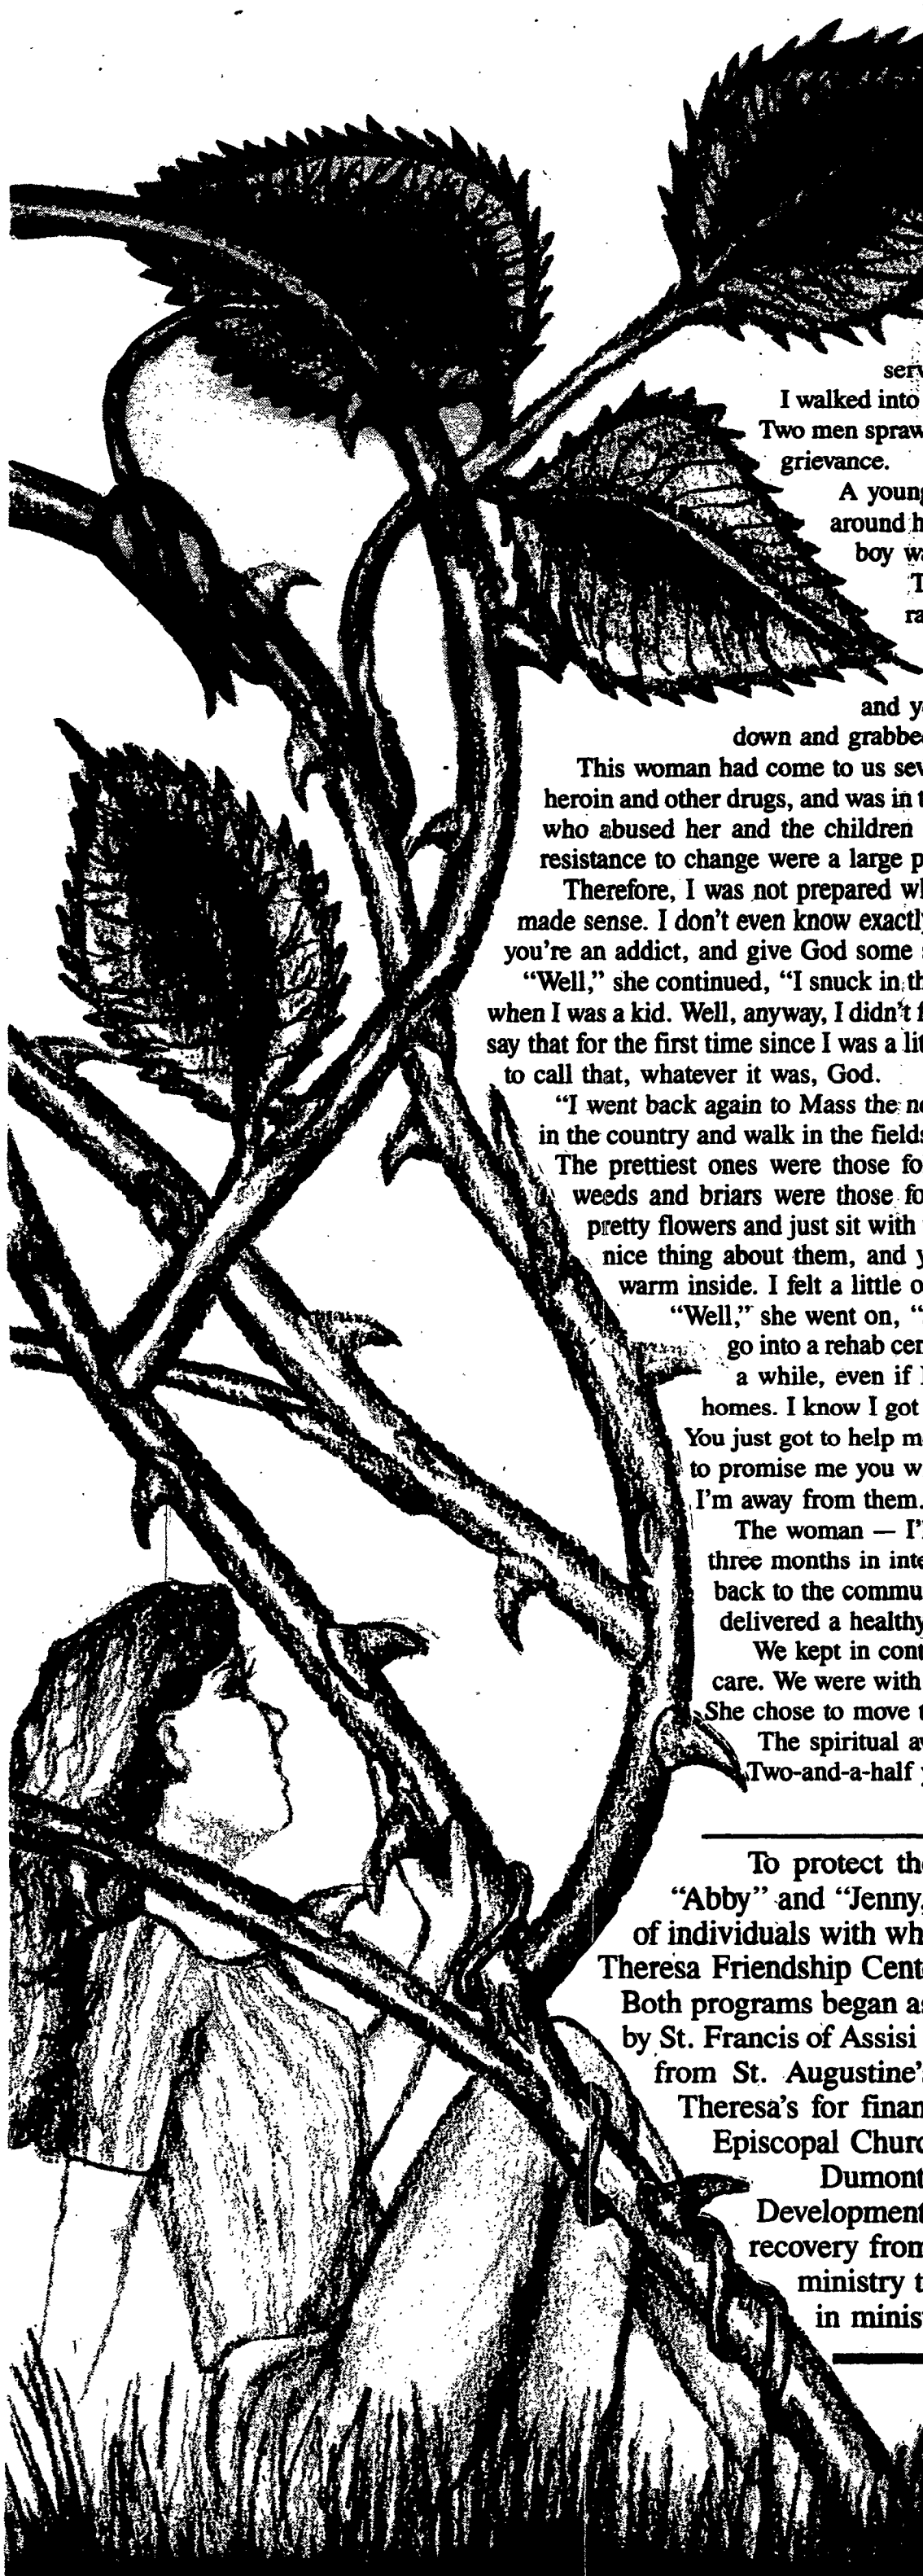 serv
I walked into
Two men spraw
grievance.
A young
around h
boy wa
T
ra
and y
down and grabbe
This woman had come to us sev
heroin and other drugs, and was in t
who abused her and the children
resistance to change were a large p
Therefore, I was not prepared wh
made sense. I don't even know exactly
you're an addict, and give God some
"Well," she continued, "I snuck in th
when I was a kid. Well, anyway, I didn't f
say that for the first time since I was a lit
to call that, whatever it was, God.
"I went back again to Mass the ne
in the country and walk in the fields
The prettiest ones were those fo
weeds and briars were those fo
pretty flowers and just sit with
nice thing about them, and y
warm inside. I felt a little o
"Well," she went on, "
go into a rehab cen
a while, even if I
homes. I know I got
You just got to help m
to promise me you w
I'm away from them.
The woman — I'
three months in inte
back to the commu
delivered a healthy
We kept in cont
care. We were with
She chose to move t
The spiritual aw
Two-and-a-half y
To protect the
"Abby" and "Jenny,
of individuals with wh
Theresa Friendship Cent
Both programs began as
by St. Francis of Assisi
from St. Augustine'
Theresa's for finan
Episcopal Churc
Dumont
Development
recovery from
ministry t
in minis